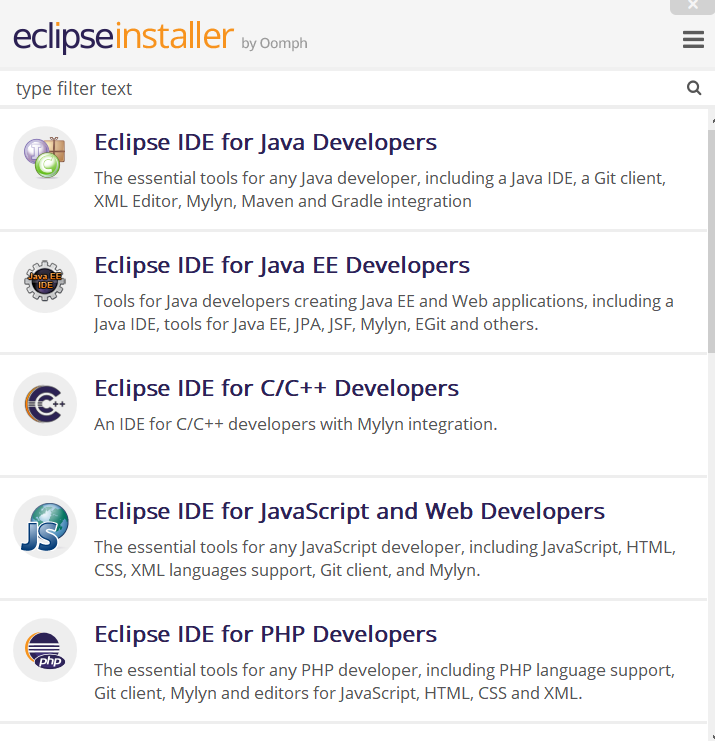 eclipseinstaller by Oomph
type filter text
Eclipse IDE for Java Developers
The essential tools for any Java developer, including a Java IDE, a Git client,
XML Editor, Mylyn, Maven and Gradle integration
Eclipse IDE for Java EE Developers
Java EE
IDE
Tools for Java developers creating Java EE and Web applications, including a
Java IDE, tools for Java EE, JPA, JSF, Mylyn, EGit and others.
Eclipse IDE for C/C++ Developers
C++
An IDE for C/C++ developers with Mylyn integration.
Eclipse IDE for JavaScript and Web Developers
JS
The essential tools for any JavaScript developer, including JavaScript, HTML,
CSS, XML languages support, Git client, and Mylyn.
Eclipse IDE for PHP Developers
php
The essential tools for any PHP developer, including PHP language support,
Git client, Mylyn and editors for JavaScript, HTML, CSS and XML.